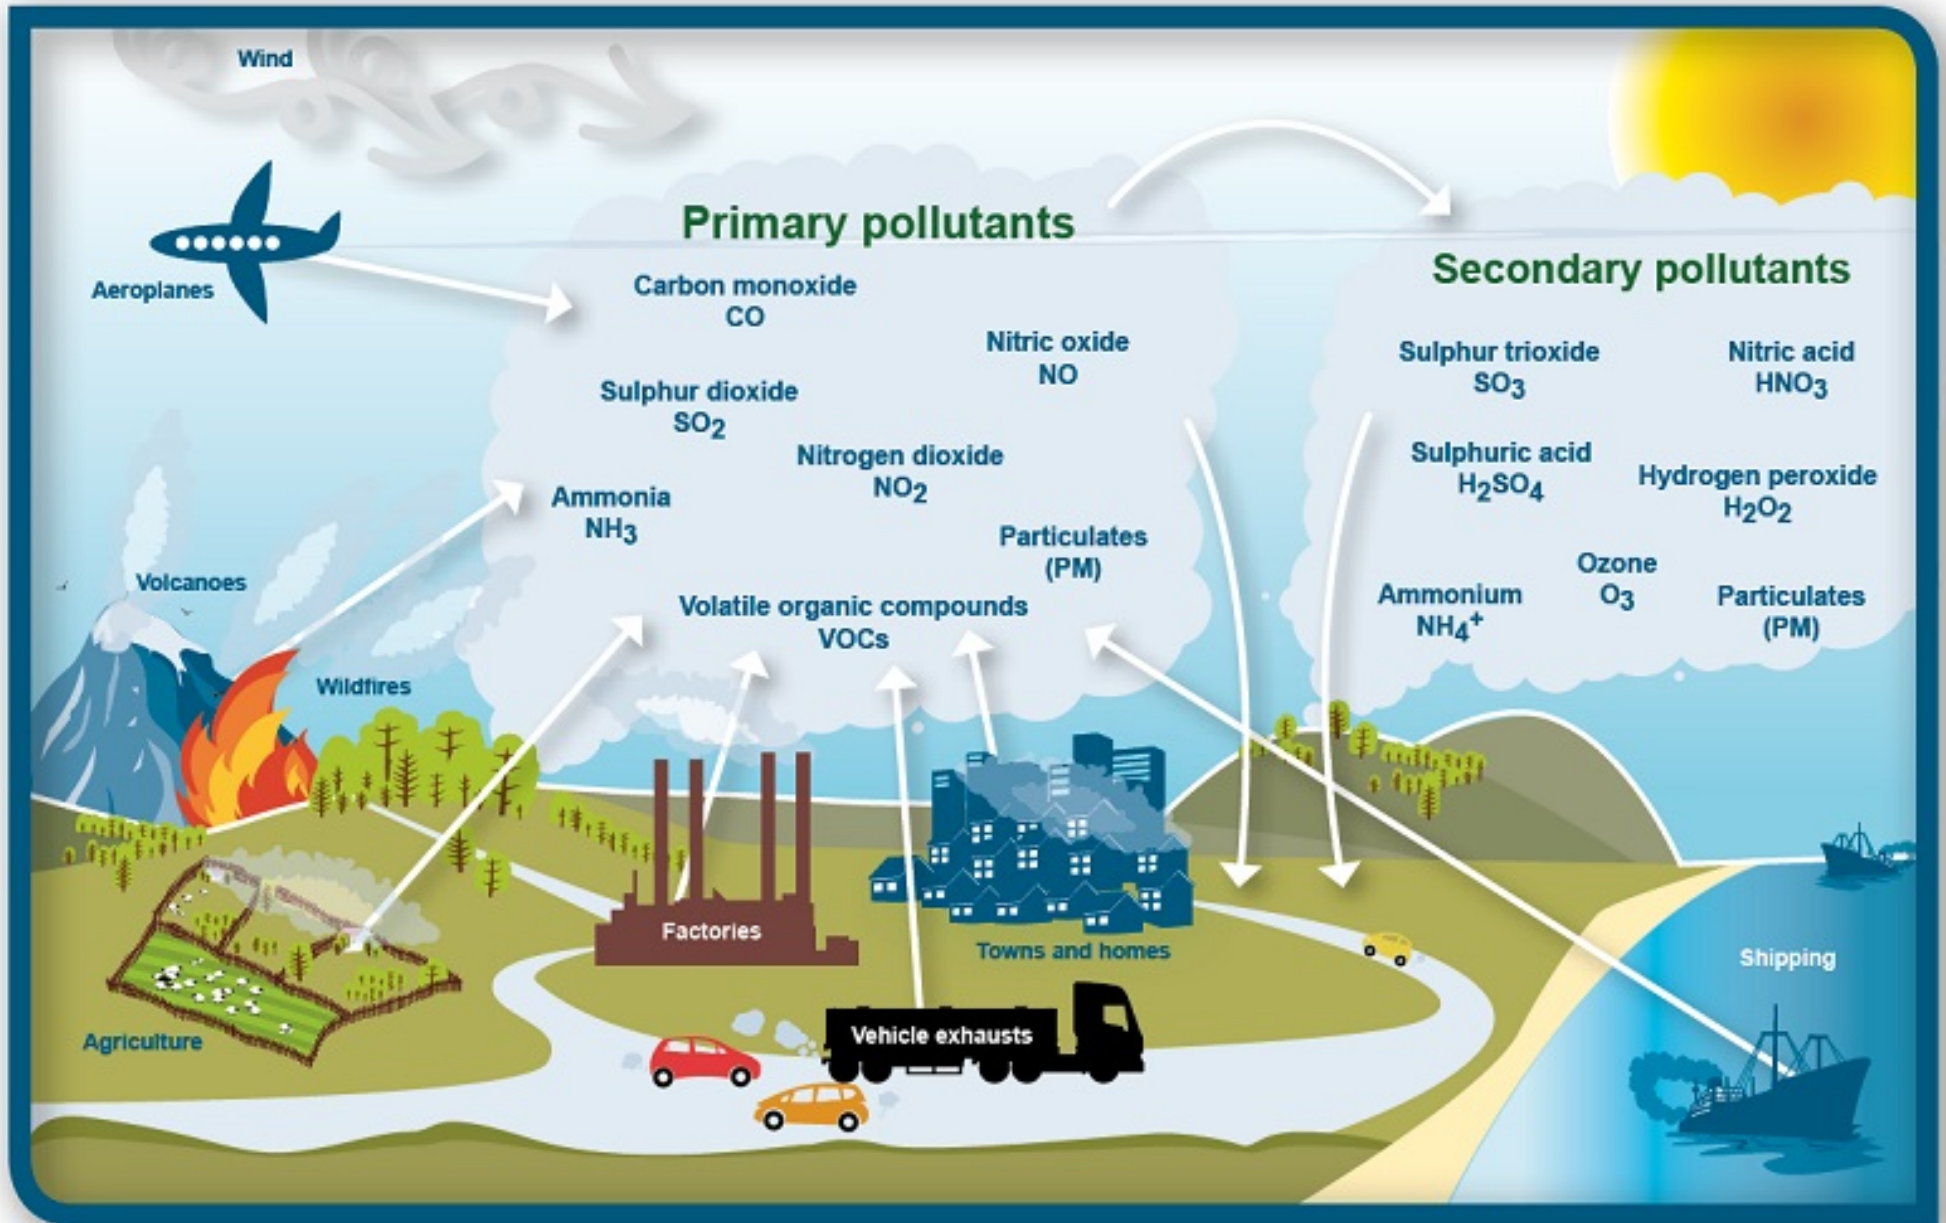 Wind
Aeroplanes
Primary pollutants
Carbon monoxide
CO
Nitric oxide
NO
Sulphur dioxide
SO2
Nitrogen dioxide
NO2
Ammonia
NH3
Particulates
(PM)
Volatile organic compounds
VOCs
Secondary pollutants
Sulphur trioxide
SO3
Nitric acid
HNO3
Sulphuric acid
H2SO4
Hydrogen peroxide
H2O2
Ozone
O3
Ammonium
NH4+
Particulates
(PM)
Volcanoes
Wildfires
Factories
Towns and homes
Shipping
Vehicle exhausts
Agriculture